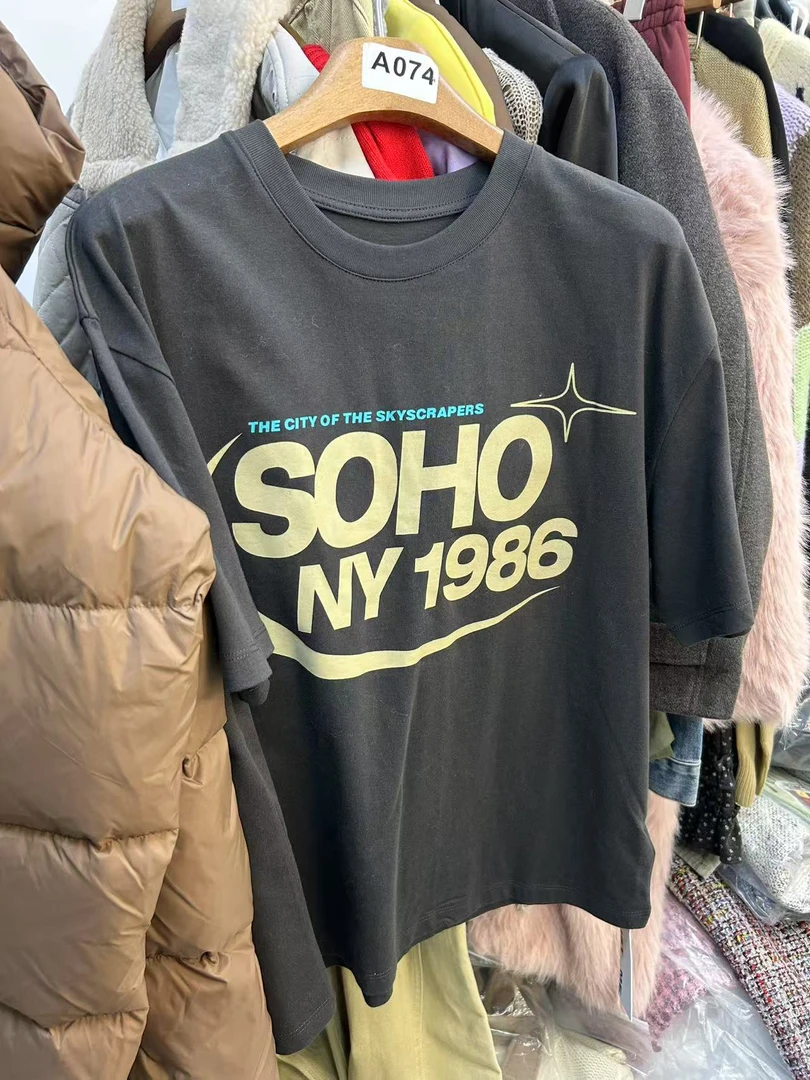 A074
THE CITY OF THE SKYSCRAPERS
SOHO
NY 1986